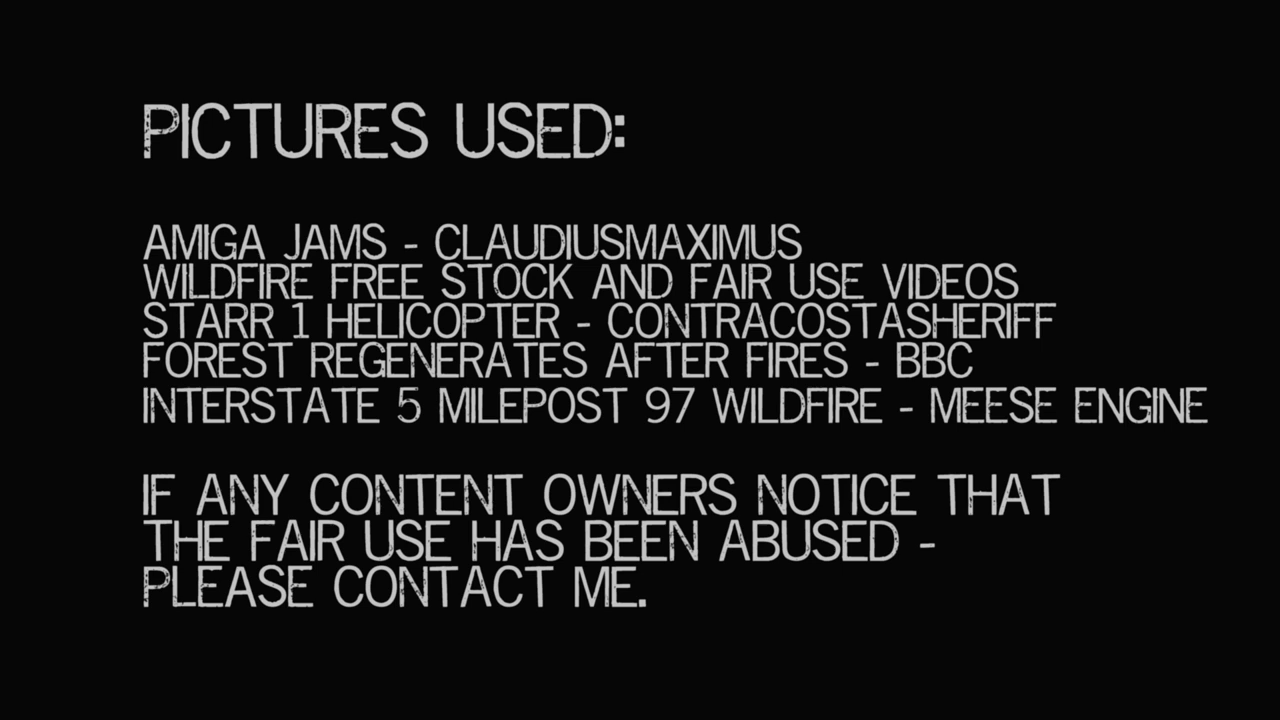 PICTURES USED:
AMIGA JAMS - CLAUDIUSMAXIMUS
WILDFIRE FREE STOCK AND FAIR USE VIDEOS
STARR 1 HELICOPTER - CONTRACOSTASHERIFF
FOREST REGENERATES AFTER FIRES - BBC
INTERSTATE 5 MILEPOST 97 WILDFIRE - MEESE ENGINE
IF ANY CONTENT OWNERS NOTICE THAT
THE FAIR USE HAS BEEN ABUSED -
PLEASE CONTACT ME.